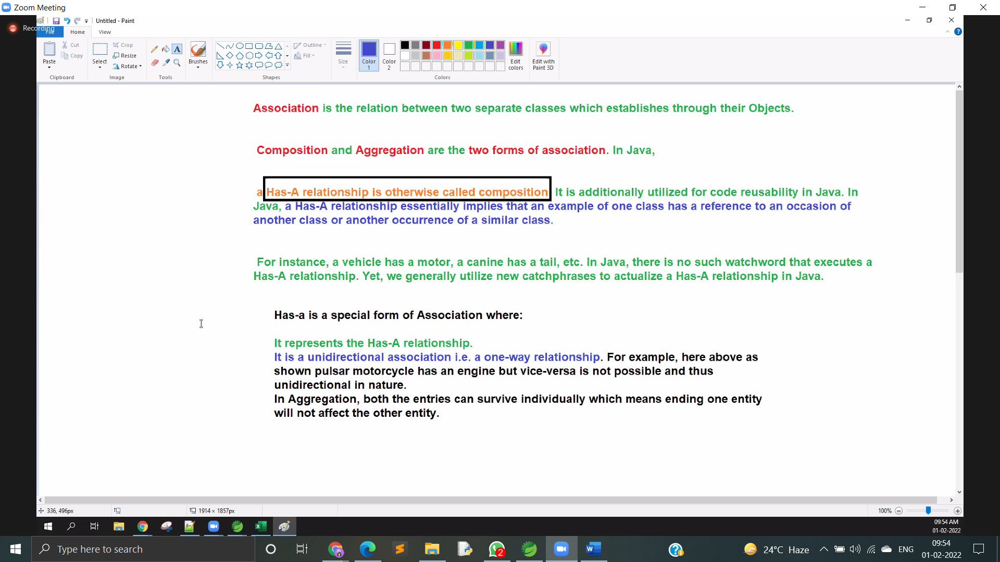 Zoom Meeting
Recording
Untitled - Paint
File
Home
View
Paste
Cut
Copy
Clipboard
Select
Crop
Resize
Rotate
Image
A
Tools
Brushes
Shapes
Outline
Fill
Size
Color
1
Color
2
Colors
Edit
colors
Edit with
Paint 3D
Association is the relation between two separate classes which establishes through their Objects.
Composition and Aggregation are the two forms of association. In Java,
a Has-A relationship is otherwise called composition It is additionally utilized for code reusability in Java. In
Java, a Has-A relationship essentially implies that an example of one class has a reference to an occasion of
another class or another occurrence of a similar class.
For instance, a vehicle has a motor, a canine has a tail, etc. In Java, there is no such watchword that executes a
Has-A relationship. Yet, we generally utilize new catchphrases to actualize a Has-A relationship in Java.
Has-a is a special form of Association where:
It represents the Has-A relationship.
It is a unidirectional association i.e. a one-way relationship. For example, here above as
shown pulsar motorcycle has an engine but vice-versa is not possible and thus
unidirectional in nature.
In Aggregation, both the entries can survive individually which means ending one entity
will not affect the other entity.
336, 496px
1914 × 1857px
100%
09:54 AM
01-02-2022
Type here to search
2
24°C Haze
ENG
09:54
01-02-2022